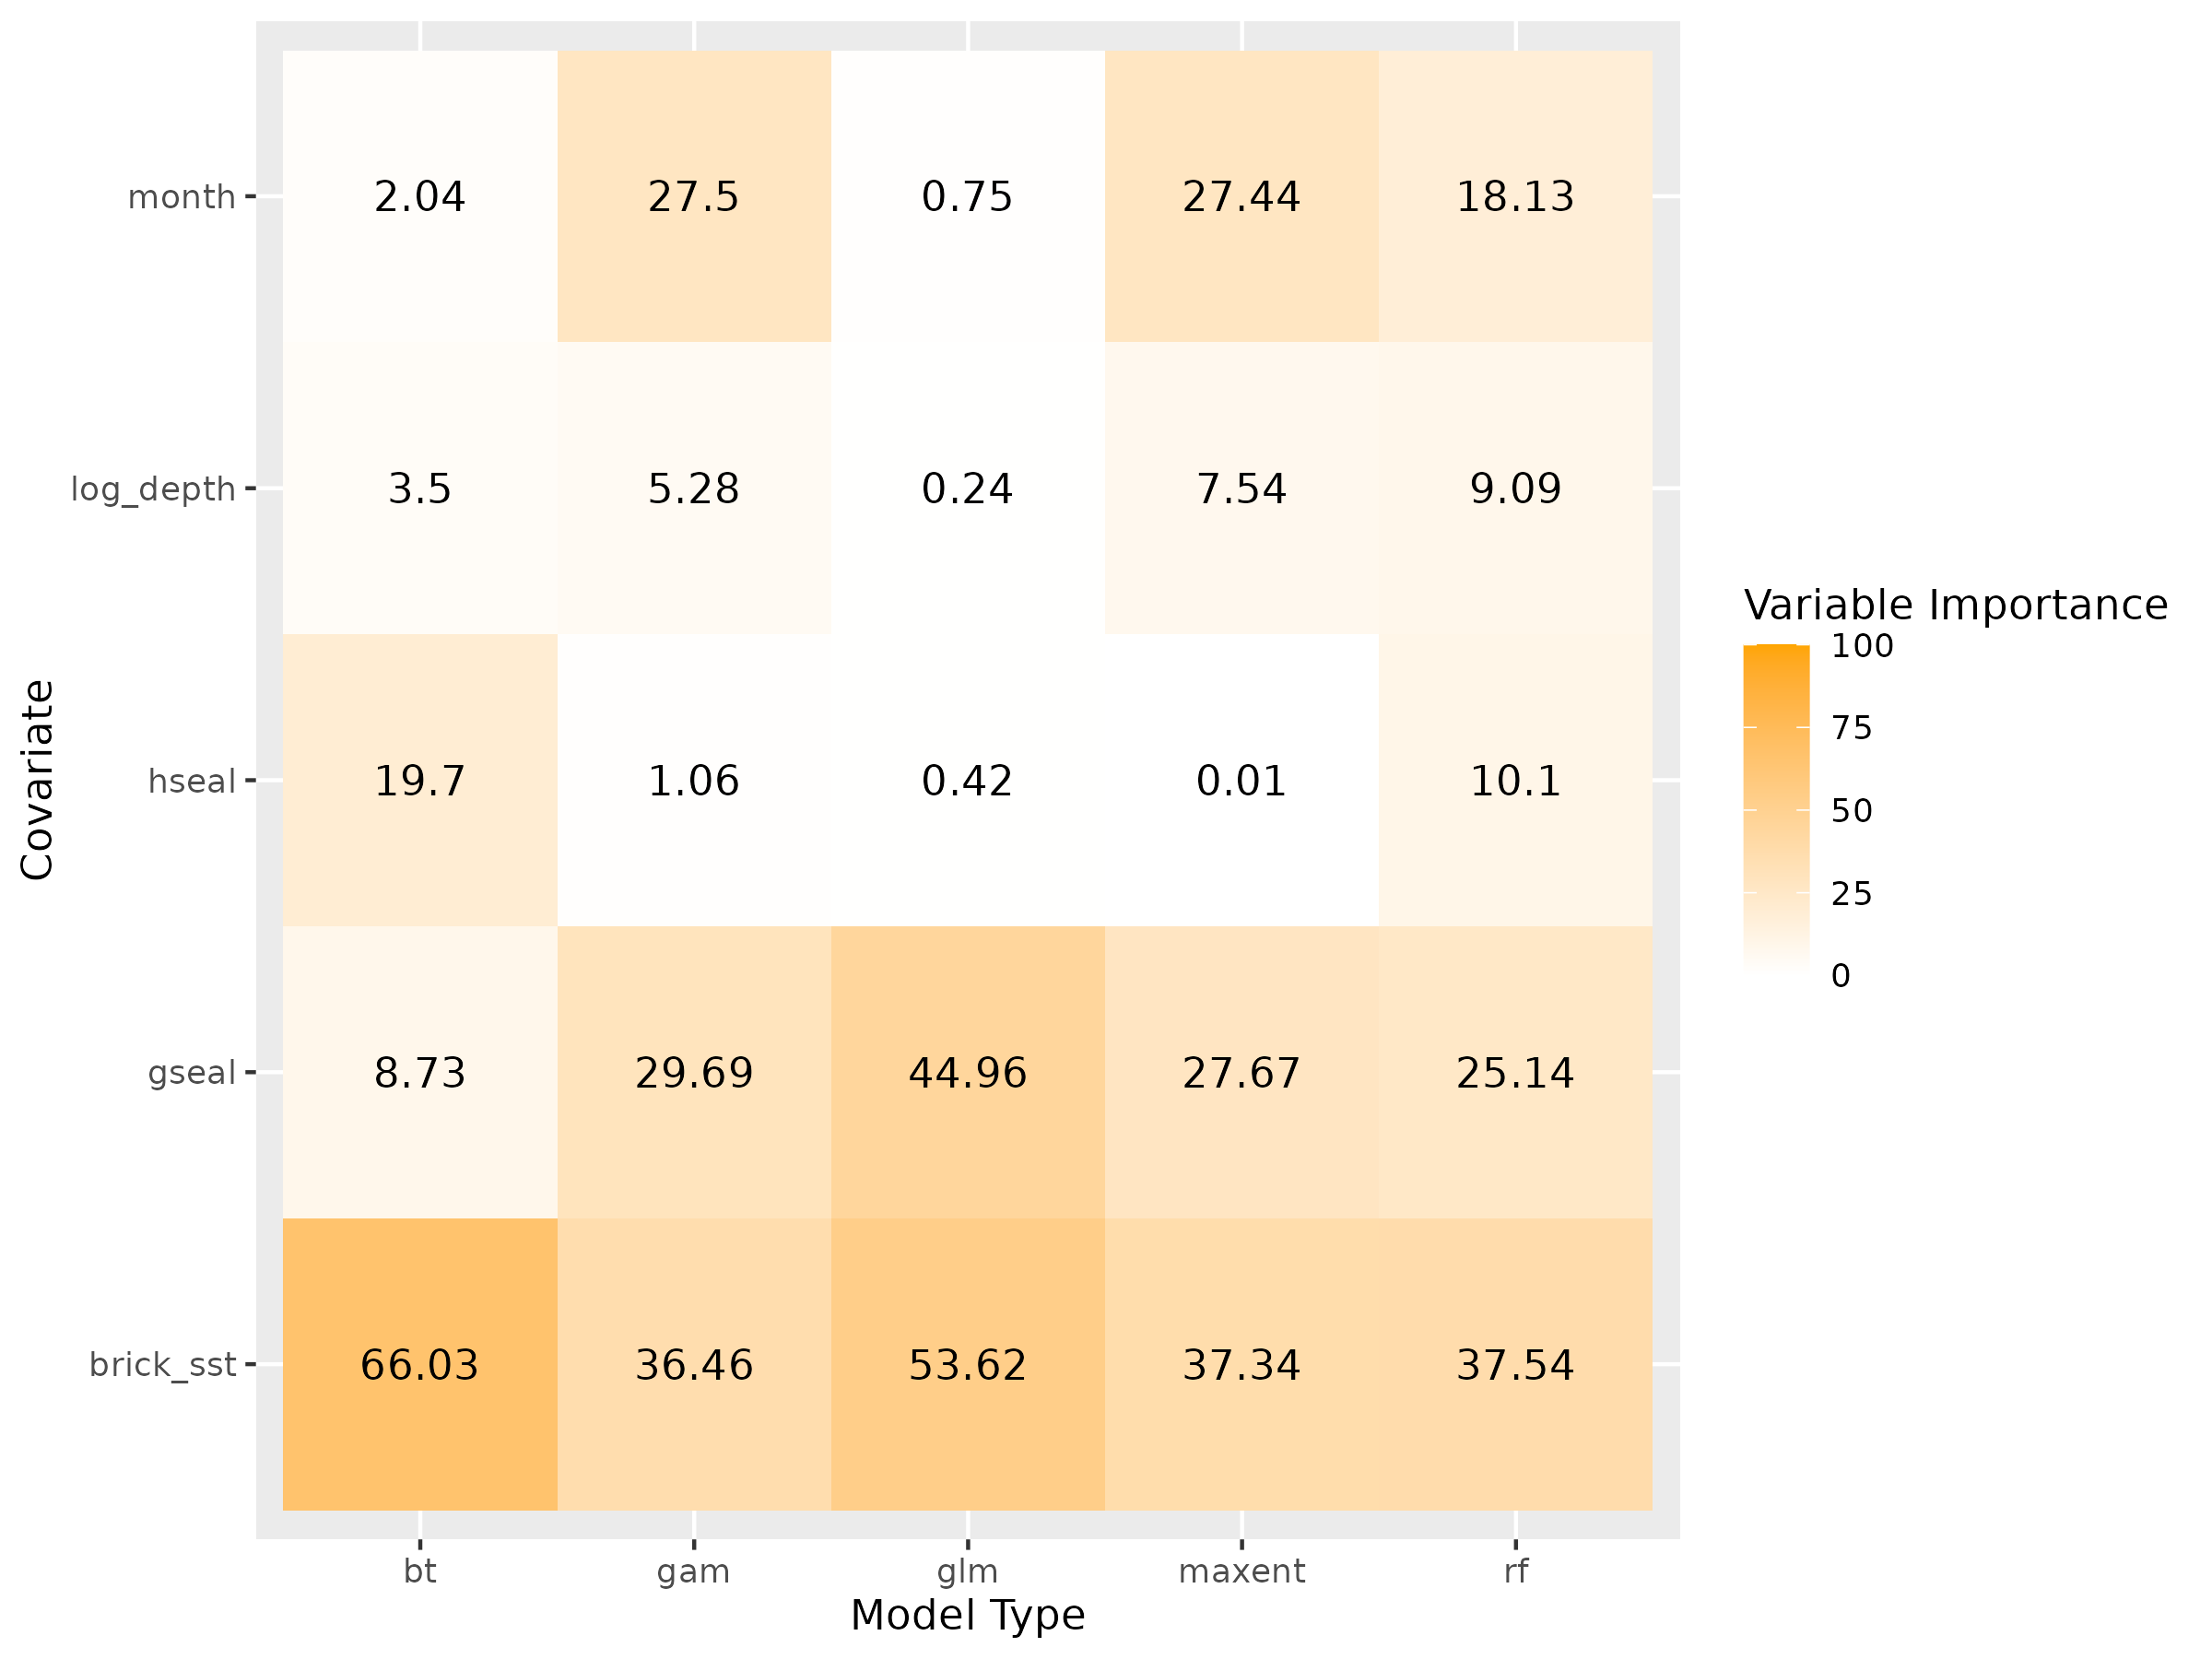 month 2.04 27.5 0.75 27.44 18.13
log_depth 3.5 5.28 0.24 7.54 9.09
hseal 19.7 1.06 0.42 0.01 10.1
gseal 8.73 29.69 44.96 27.67 25.14
brick_sst 66.03 36.46 53.62 37.34 37.54
bt gam glm maxent rf
Model Type
Covariate
Variable Importance
100
75
50
25
0